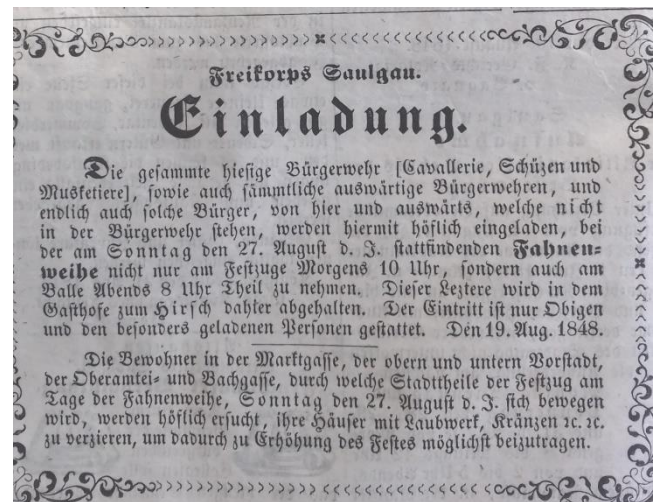 Freikorps Saulgau.
Einladung.
Die gesammte hiesige Bürgerwehr [Cavallerie, Schüzen und
Musketiere], sowie auch sämmtliche auswärtige Bürgerwehren, und
endlich auch solche Bürger, von hier und auswärts, welche nicht
in der Bürgerwehr stehen, werden hiermit höflich eingeladen, bei
der am Sonntag den 27. August d. J. stattfindenden Fahnen=
weihe nicht nur am Festzuge Morgens 10 Uhr, sondern auch am
Balle Abends 8 Uhr Theil zu nehmen. Dieser Leztere wird in dem
Gasthofe zum Hirsch dahier abgehalten. Der Eintritt ist nur Obigen
und den besonders geladenen Personen gestattet. Den 19. Aug. 1848.
Die Bewohner in der Marktgasse, der obern und untern Vorstadt,
der Oberamtei= und Bachgasse, durch welche Stadttheile der Festzug am
Tage der Fahnenweihe, Sonntag den 27. August d. J. sich bewegen
wird, werden höflich ersucht, ihre Häuser mit Laubwerk, Kränzen ꝛc. ꝛc.
zu verzieren, um dadurch zu Erhöhung des Festes möglichst beizutragen.